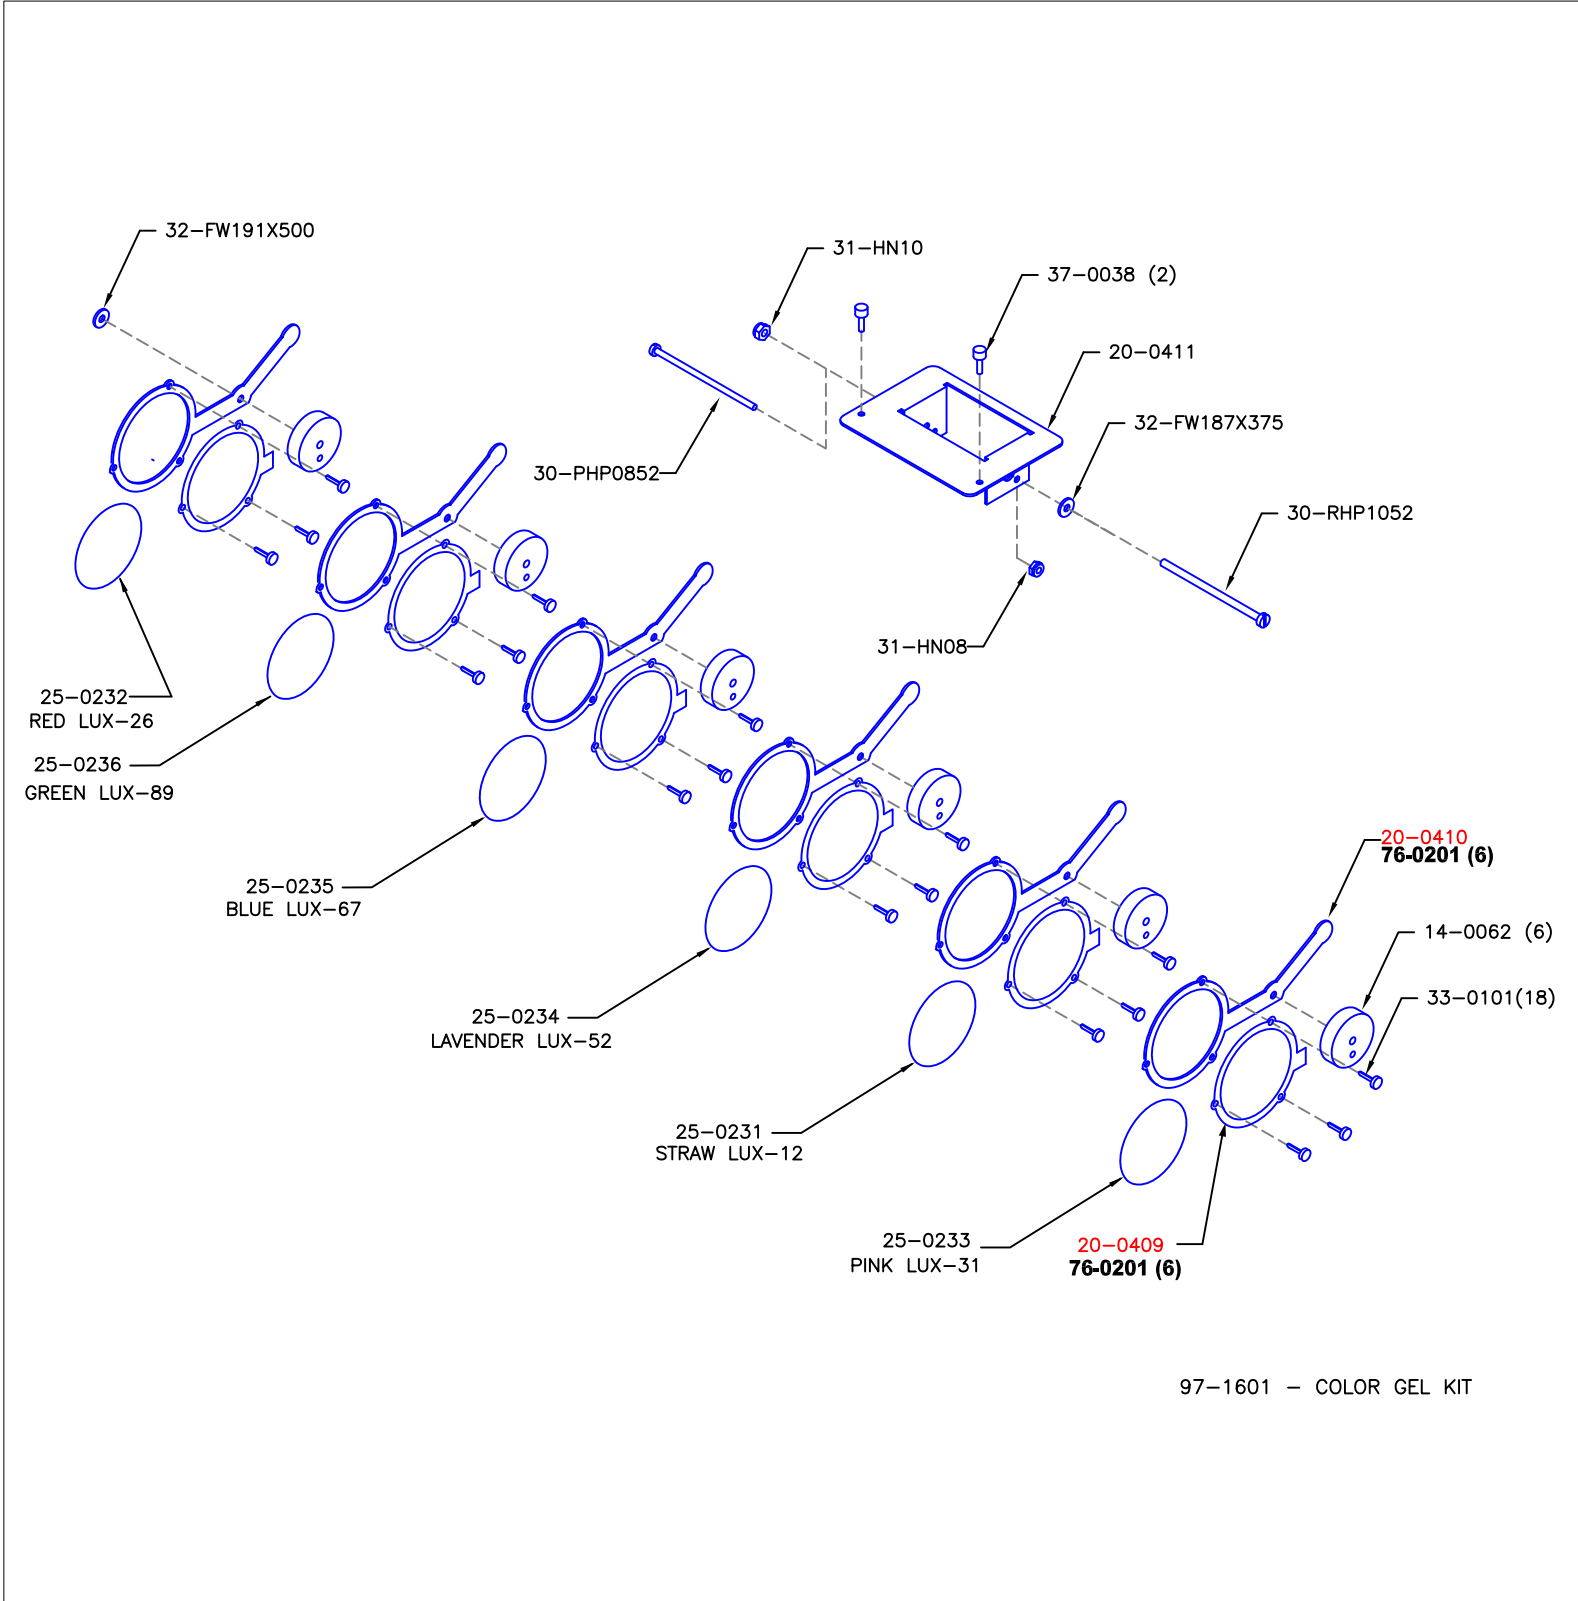 32-FW191X500
31-HN10
37-0038 (2)
20-0411
32-FW187X375
30-PHP0852
30-RHP1052
31-HN08
25-0232
RED LUX-26
25-0236
GREEN LUX-89
20-0410
76-0201 (6)
25-0235
BLUE LUX-67
14-0062 (6)
33-0101(18)
25-0234
LAVENDER LUX-52
25-0231
STRAW LUX-12
25-0233
PINK LUX-31
20-0409
76-0201 (6)
97-1601 - COLOR GEL KIT